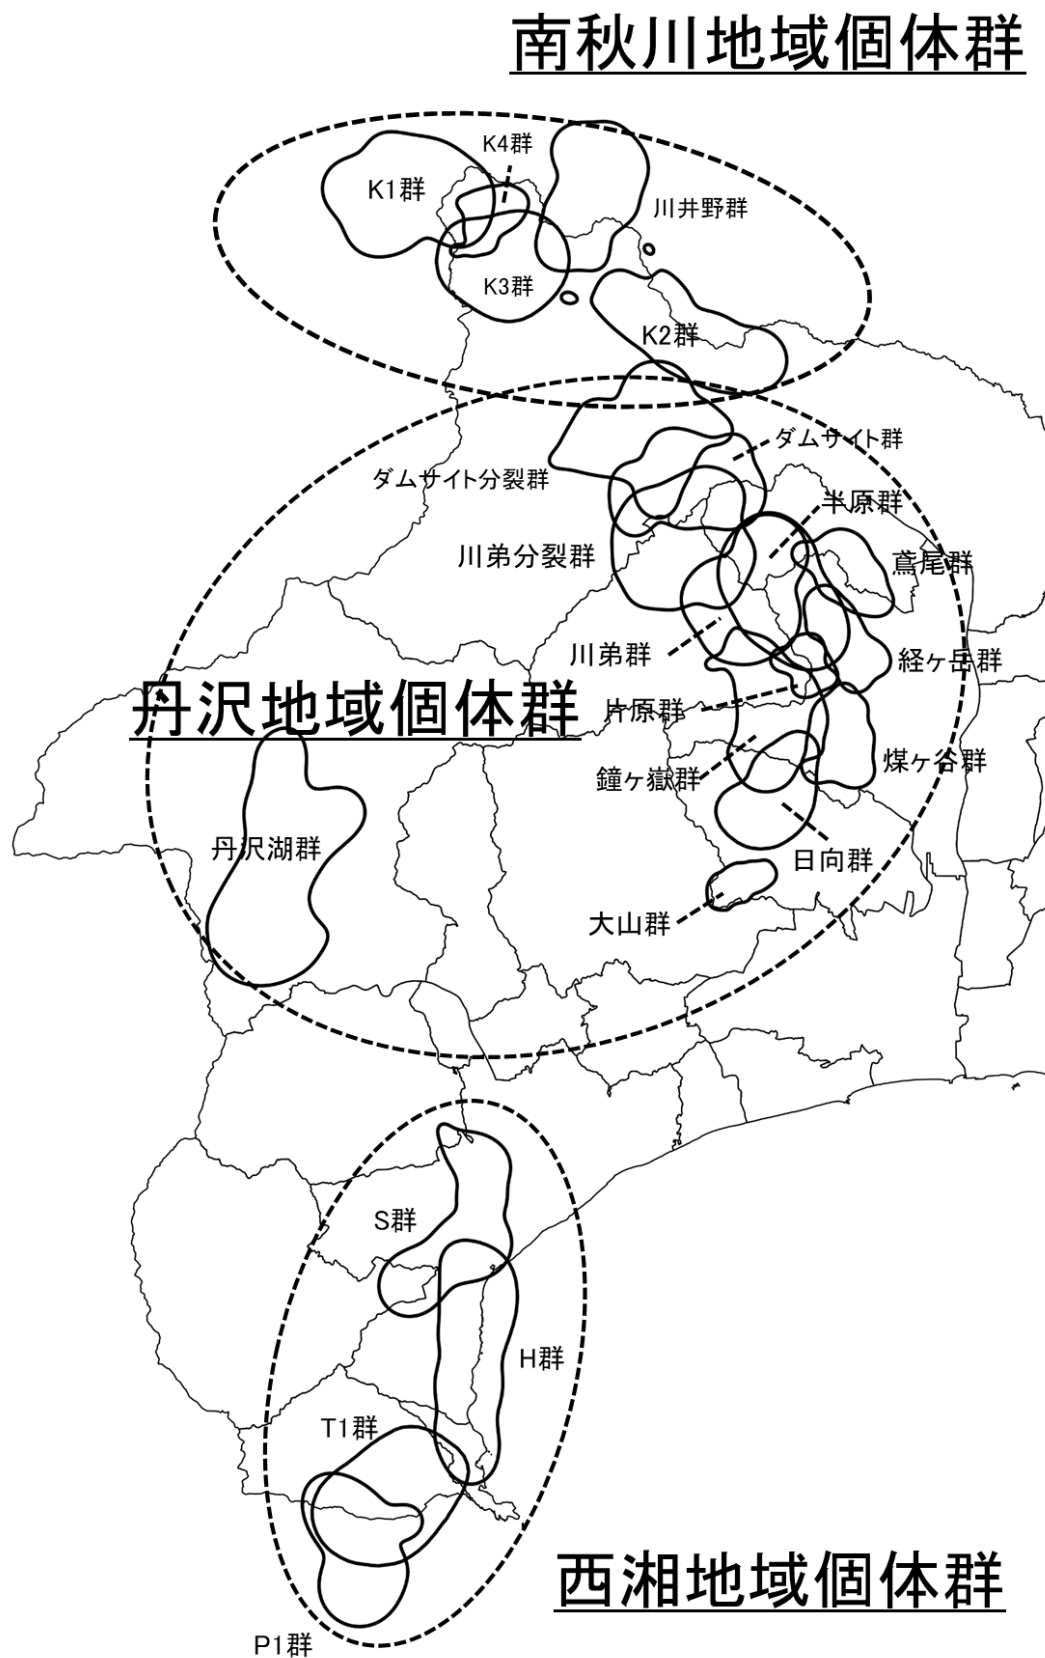 南秋川地域個体群
K4群
K1群
川井野群
K3群
K2群
ダムサイト群
ダムサイト分裂群
半原群
川弟分裂群
鳶尾群
川弟群
経ヶ岳群
丹沢地域個体群
片原群
煤ヶ谷群
鐘ヶ嶽群
丹沢湖群
日向群
大山群
S群
H群
T1群
西湘地域個体群
P1群